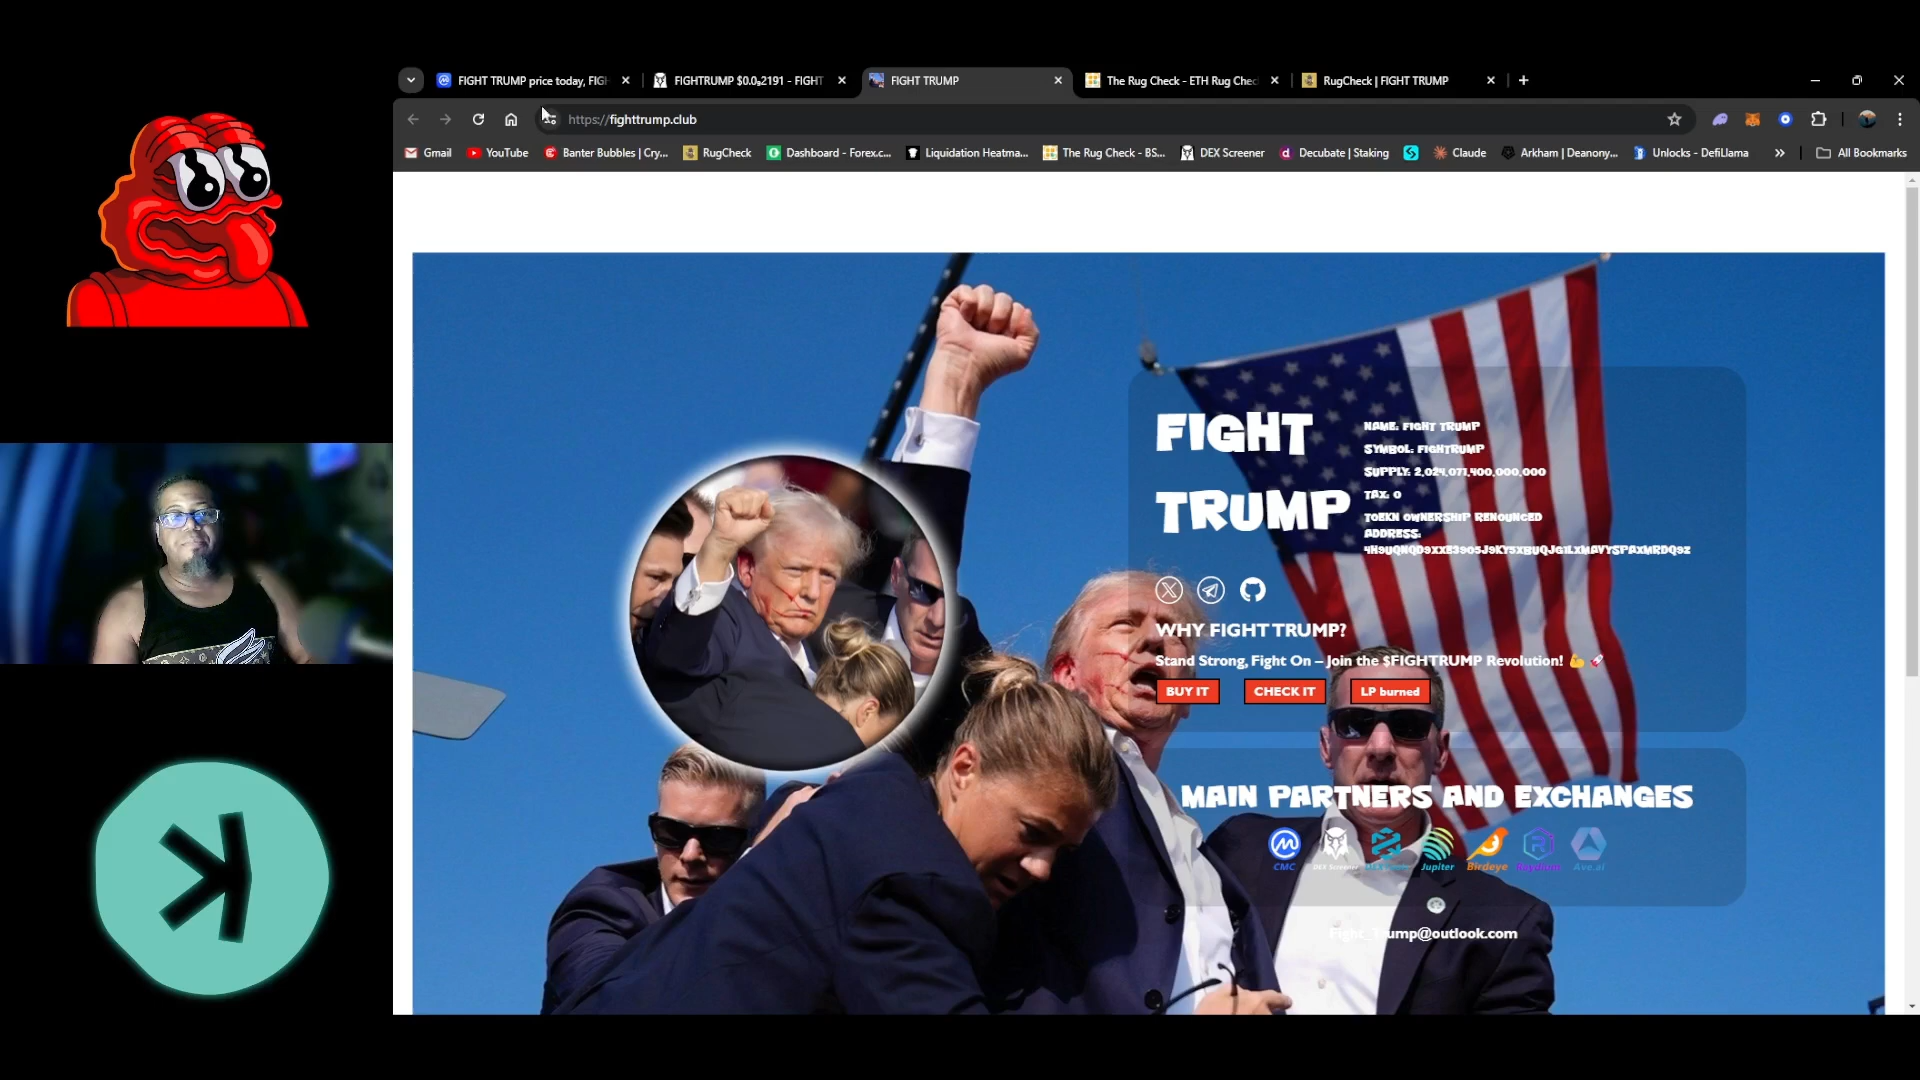 FIGHT TRUMP price today, FIGH
FIGHTRUMP $0.0₈2191 - FIGHT
FIGHT TRUMP
The Rug Check - ETH Rug Chec
RugCheck | FIGHT TRUMP
https://fighttrump.club
Gmail
YouTube
Banter Bubbles | Cry...
RugCheck
Dashboard - Forex.c...
Liquidation Heatma...
The Rug Check - BS...
DEX Screener
Decubate | Staking
Claude
Arkham | Deanony...
Unlocks - DefiLlama
All Bookmarks
FIGHT
TRUMP
NAME: FIGHT TRUMP
SYMBOL: FIGHTRUMP
SUPPLY: 2,024,071,400,000,000
TAX: 0
TOEKN OWNERSHIP RENOUNCED
ADDRESS:
WHY FIGHT TRUMP?
Stand Strong, Fight On – Join the $FIGHTRUMP Revolution! 💪 🚀
BUY IT
CHECK IT
LP burned
MAIN PARTNERS AND EXCHANGES
CMC
DEX Screener
Jupiter
Birdeye
Raydium
Ave.ai
Fight_Trump@outlook.com